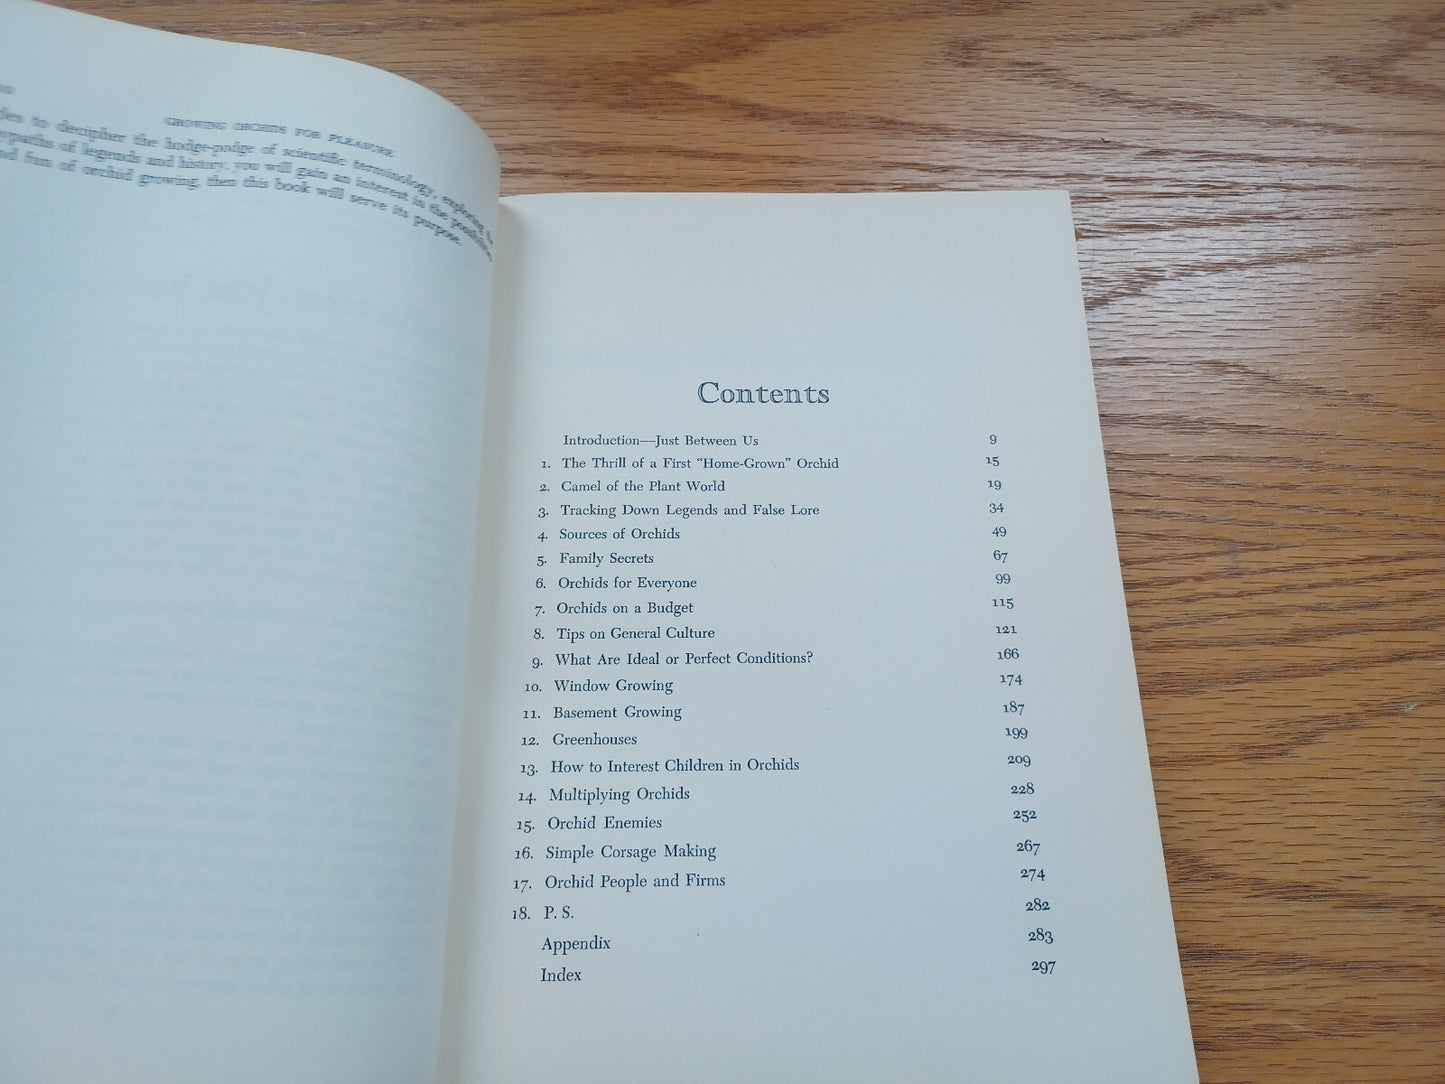 GROWING ORCHIDS FOR PLEASURE
to decipher the hodge-podge of scientific terminology, exploring the
of legends and history, you will gain an interest in the possibilities
fun of orchid growing, then this book will serve its purpose.
Contents
Introduction—Just Between Us 9
1. The Thrill of a First “Home-Grown” Orchid 15
2. Camel of the Plant World 19
3. Tracking Down Legends and False Lore 34
4. Sources of Orchids 49
5. Family Secrets 67
6. Orchids for Everyone 99
7. Orchids on a Budget 115
8. Tips on General Culture 121
9. What Are Ideal or Perfect Conditions? 166
10. Window Growing 174
11. Basement Growing 187
12. Greenhouses 199
13. How to Interest Children in Orchids 209
14. Multiplying Orchids 228
15. Orchid Enemies 252
16. Simple Corsage Making 267
17. Orchid People and Firms 274
18. P. S. 282
Appendix 283
Index 297